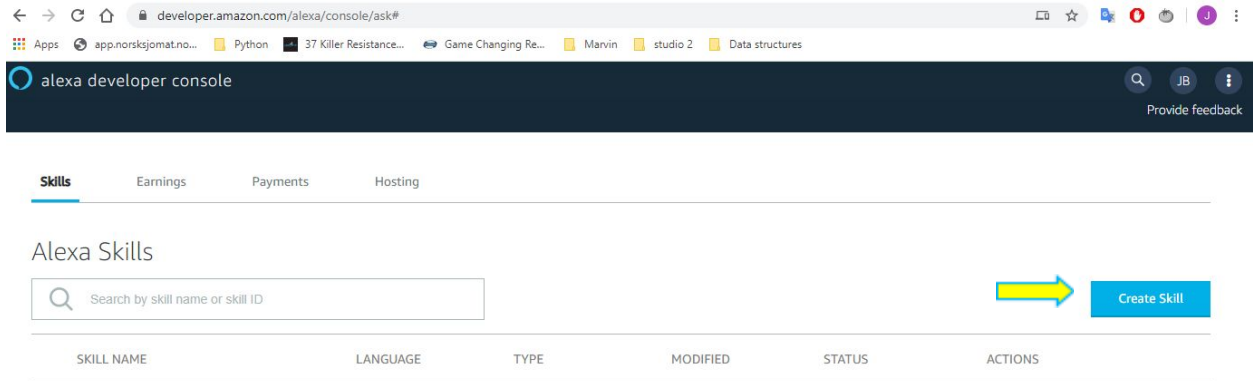 developer.amazon.com/alexa/console/ask#
Apps app.norsksjomat.no... Python 37 Killer Resistance... Game Changing Re... Marvin studio 2 Data structures
alexa developer console JB
Provide feedback
Skills Earnings Payments Hosting
Alexa Skills
Search by skill name or skill ID Create Skill
SKILL NAME LANGUAGE TYPE MODIFIED STATUS ACTIONS